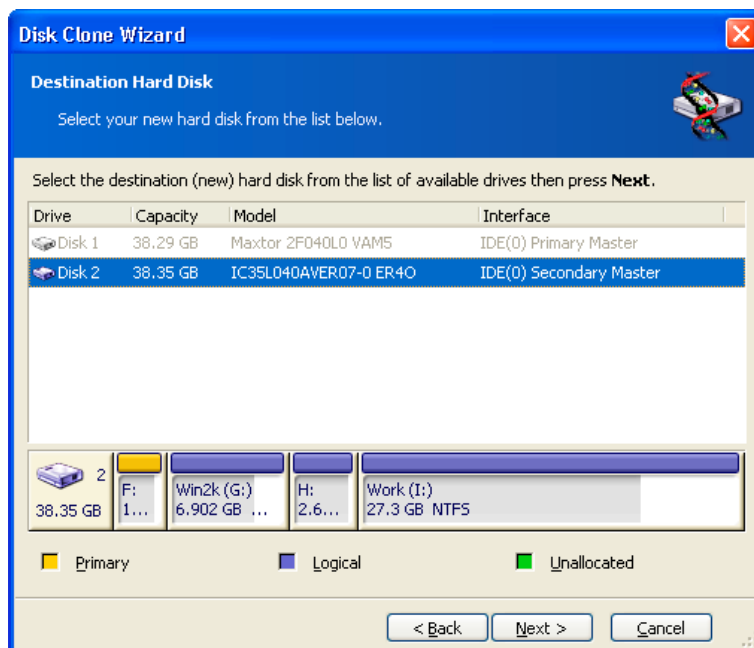 Disk Clone Wizard
Destination Hard Disk
Select your new hard disk from the list below.
Select the destination (new) hard disk from the list of available drives then press Next.
Drive Capacity Model Interface
Disk 1 38.29 GB Maxtor 2F040L0 VAM5 IDE(0) Primary Master
Disk 2 38.35 GB IC35L040AVER07-0 ER4O IDE(0) Secondary Master
2 F: Win2k (G:) H: Work (I:)
38.35 GB 1... 6.902 GB ... 2.6... 27.3 GB NTFS
Primary Logical Unallocated
< Back Next > Cancel